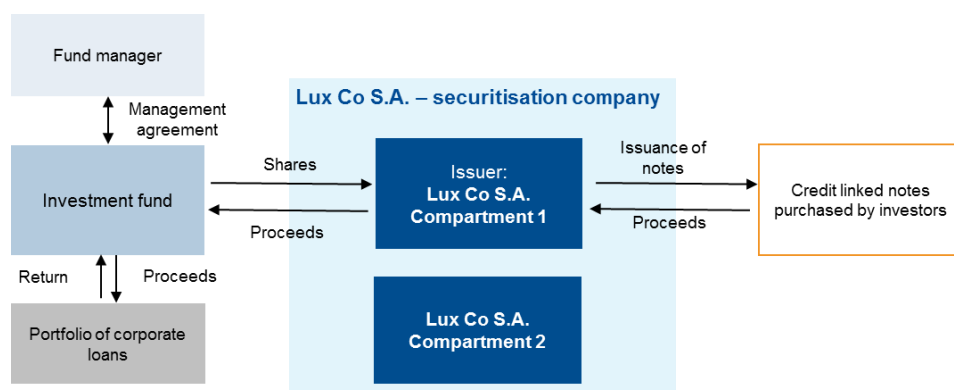 Fund manager
Management
agreement
Lux Co S.A. – securitisation company
Investment fund
Shares
Proceeds
Issuer:
Lux Co S.A.
Compartment 1
Issuance of
notes
Proceeds
Credit linked notes
purchased by investors
Return
Proceeds
Portfolio of corporate
loans
Lux Co S.A.
Compartment 2